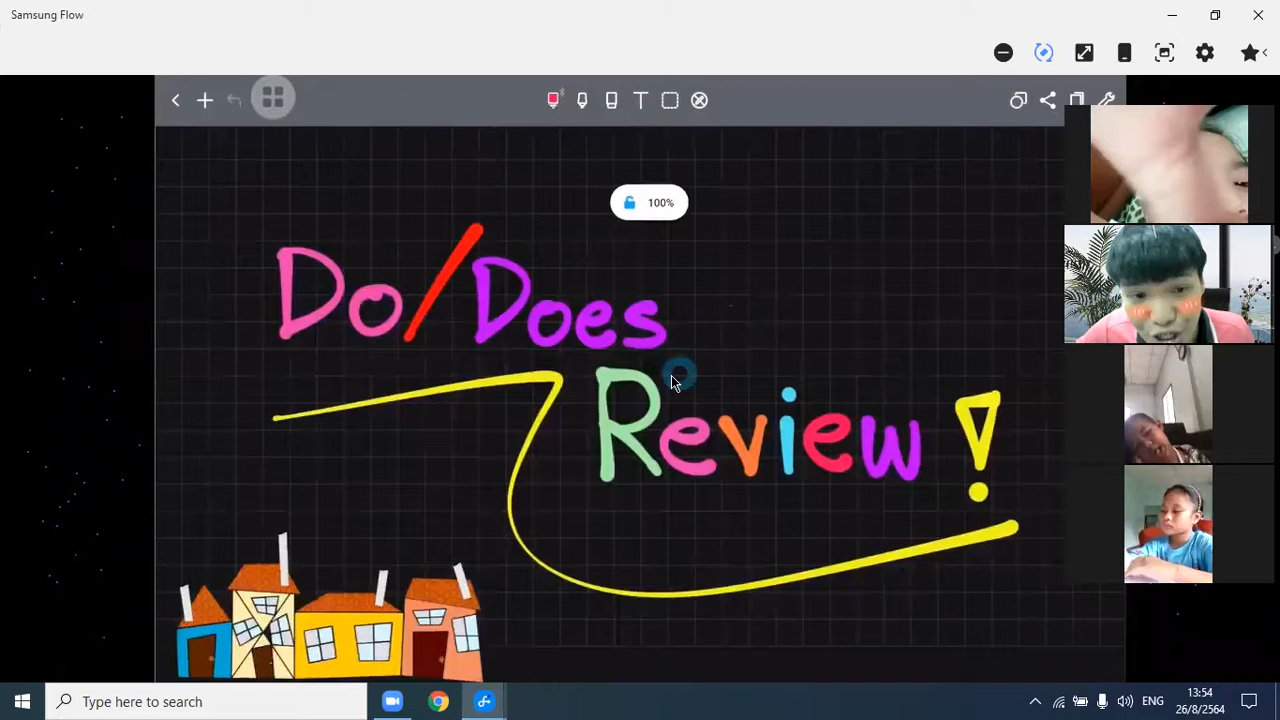 Samsung Flow
100%
Do/Does
Review!
Type here to search
ENG
13:54
26/8/2564